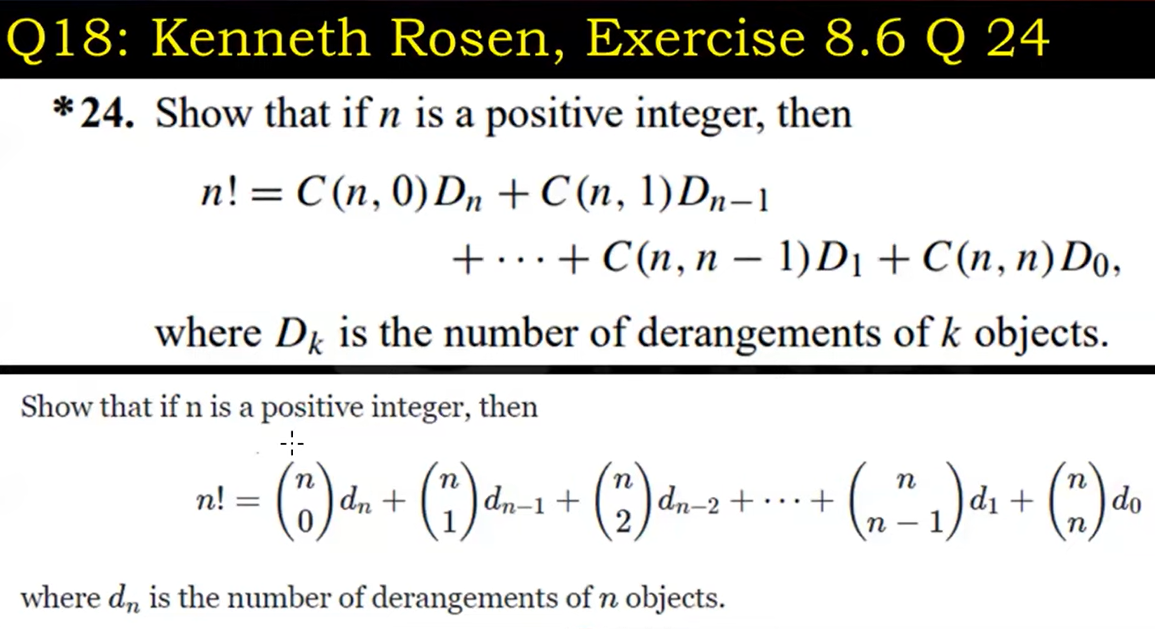 Q18: Kenneth Rosen, Exercise 8.6 Q 24
*24. Show that if n is a positive integer, then
n! = C(n, 0)Dₙ + C(n, 1)Dₙ₋₁
+ · · · + C(n, n − 1)D₁ + C(n, n)D₀,
where Dₖ is the number of derangements of k objects.
Show that if n is a positive integer, then
n! = (n 0) dₙ + (n 1) dₙ₋₁ + (n 2) dₙ₋₂ + · · · + (n n − 1) d₁ + (n n) d₀
where dₙ is the number of derangements of n objects.